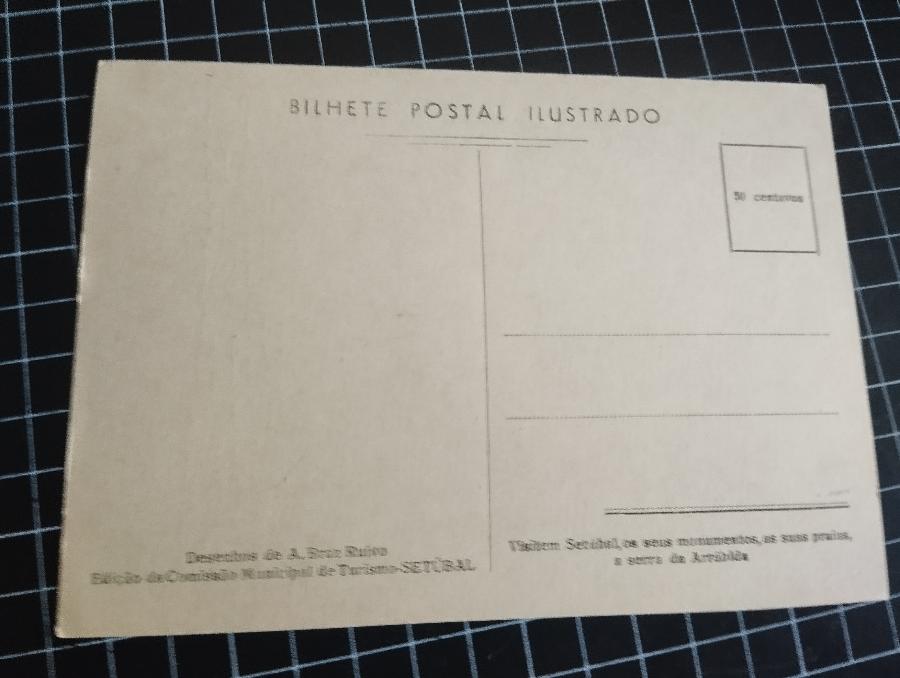 BILHETE POSTAL ILUSTRADO
50 centavos
Desenhos de A. Braz Ruivo
Edição da Comissão Municipal de Turismo-SETÚBAL
Visitem Setúbal, os seus monumentos, as suas praias,
a serra da Arrábida